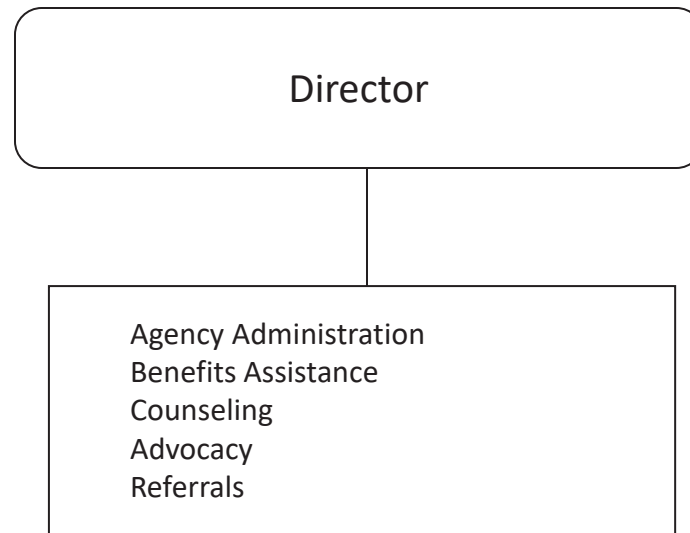 Director
Agency Administration
Benefits Assistance
Counseling
Advocacy
Referrals